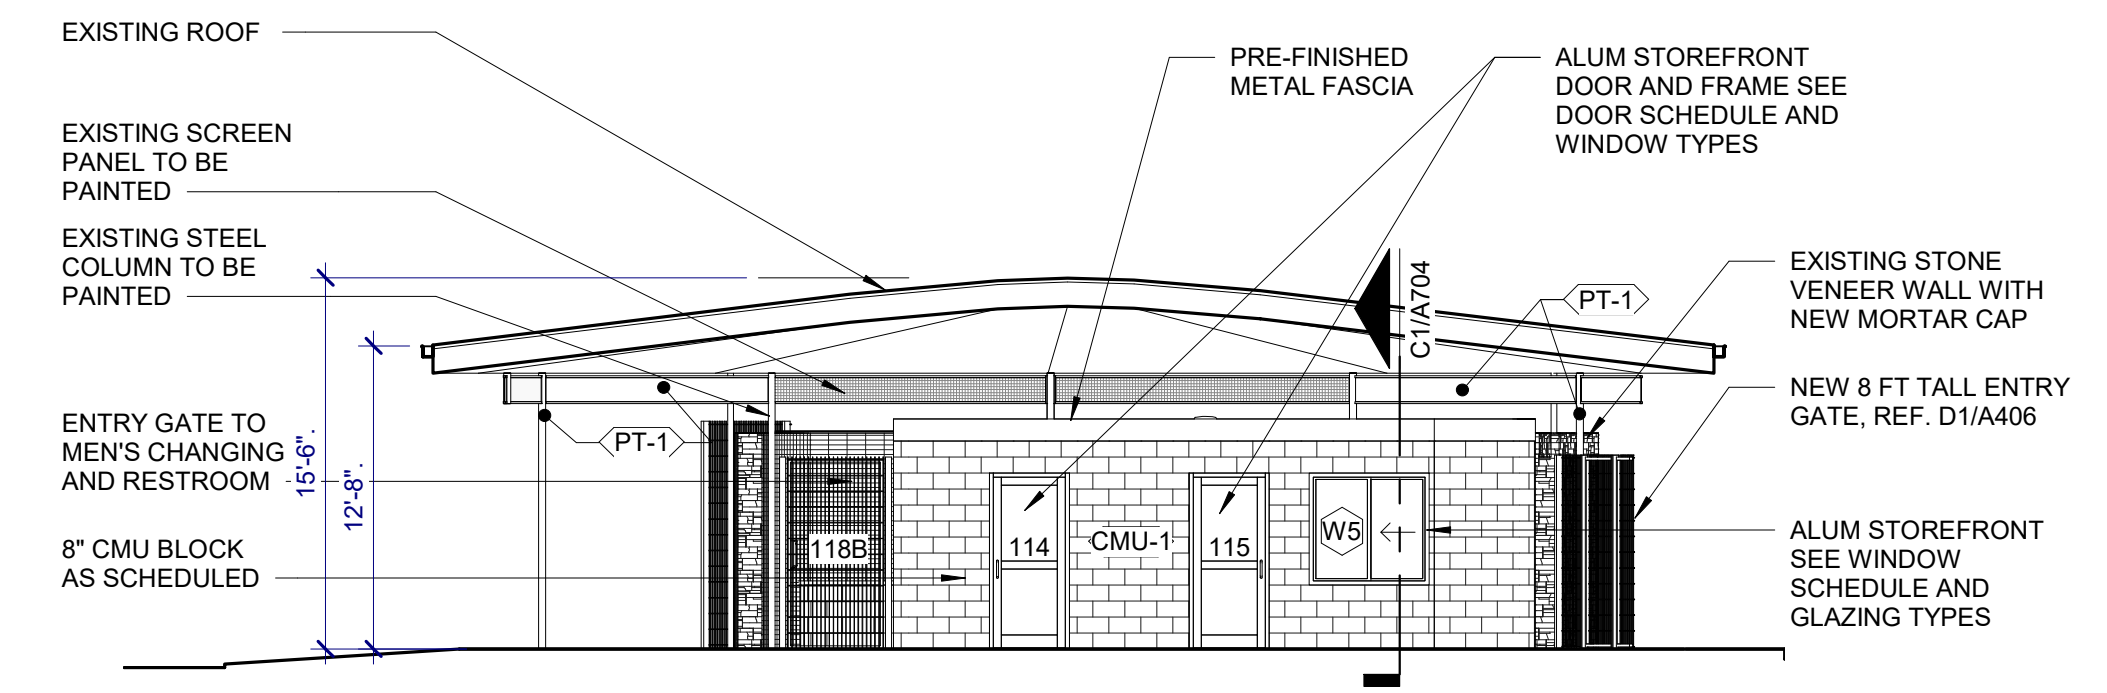 EXISTING ROOF
EXISTING SCREEN
PANEL TO BE
PAINTED
EXISTING STEEL
COLUMN TO BE
PAINTED
ENTRY GATE TO
MEN'S CHANGING
AND RESTROOM
8" CMU BLOCK
AS SCHEDULED
15'-6".
12'-8".
PRE-FINISHED
METAL FASCIA
ALUM STOREFRONT
DOOR AND FRAME SEE
DOOR SCHEDULE AND
WINDOW TYPES
C1/A704
PT-1
PT-1
118B
114
CMU-1
115
W5
EXISTING STONE
VENEER WALL WITH
NEW MORTAR CAP
NEW 8 FT TALL ENTRY
GATE, REF. D1/A406
ALUM STOREFRONT
SEE WINDOW
SCHEDULE AND
GLAZING TYPES